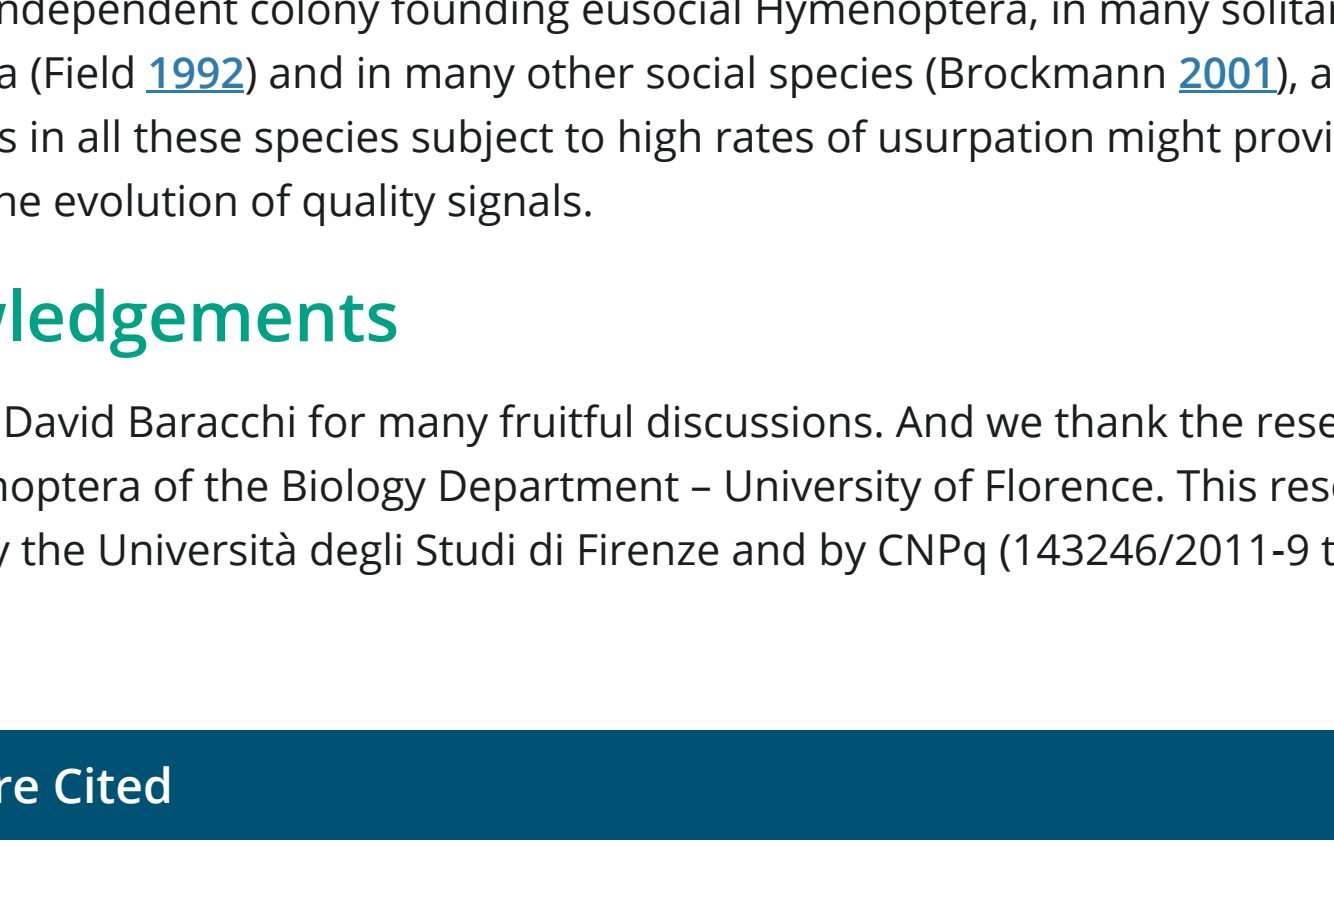 ndependent colony founding eusocial Hymenoptera, in many solitar
a (Field 1992) and in many other social species (Brockmann 2001), a
s in all these species subject to high rates of usurpation might provi
he evolution of quality signals.
ledgements
David Baracchi for many fruitful discussions. And we thank the rese
noptera of the Biology Department – University of Florence. This rese
y the Università degli Studi di Firenze and by CNPq (143246/2011-9 t
re Cited